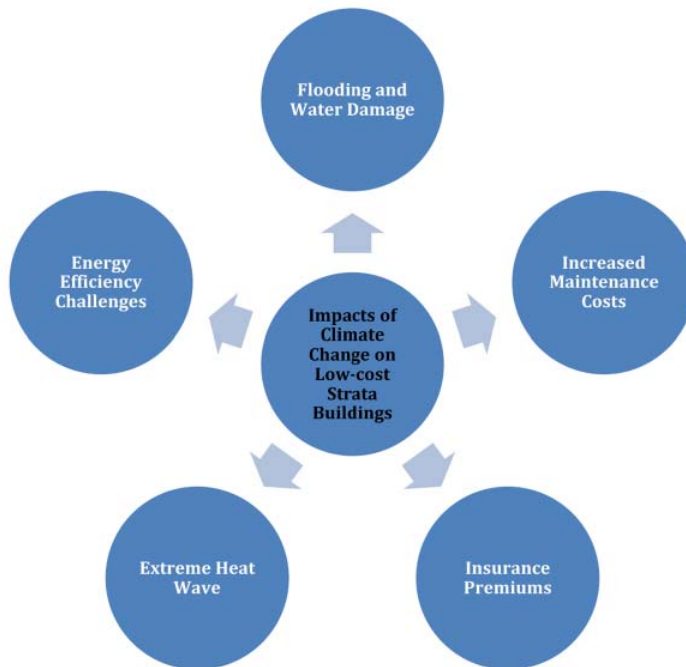 Flooding and
Water Damage
Energy
Efficiency
Challenges
Increased
Maintenance
Costs
Impacts of
Climate
Change on
Low-cost
Strata
Buildings
Extreme Heat
Wave
Insurance
Premiums